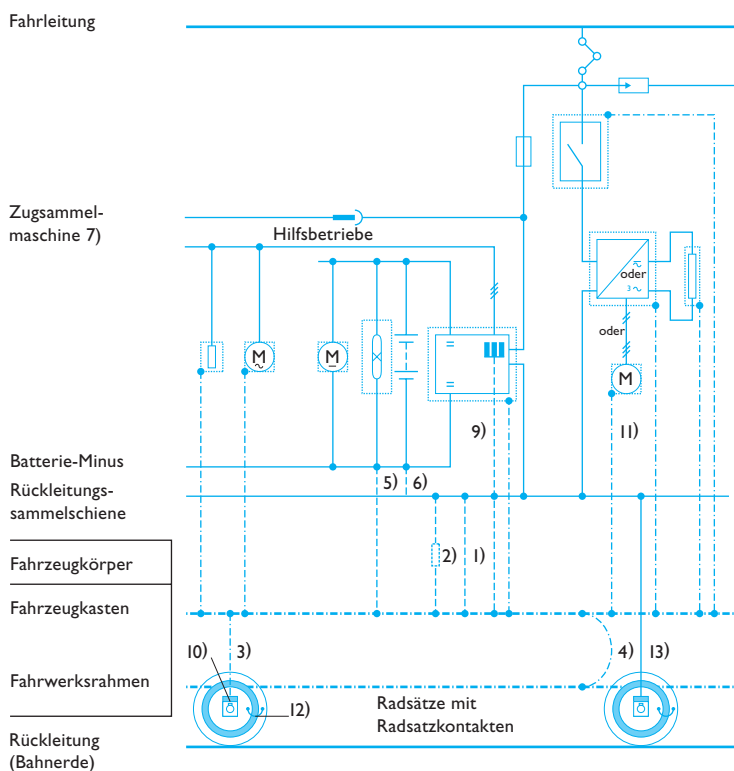 Fahrleitung
Zugsammel-
maschine 7)
Hilfsbetriebe
oder
3 ~
oder
M
~
M
M
9)
11)
Batterie-Minus
5)
6)
Rückleitungs-
sammelschiene
2)
1)
Fahrzeugkörper
Fahrzeugkasten
10)
3)
4)
13)
Fahrwerksrahmen
12)
Radsätze mit
Radsatzkontakten
Rückleitung
(Bahnerde)